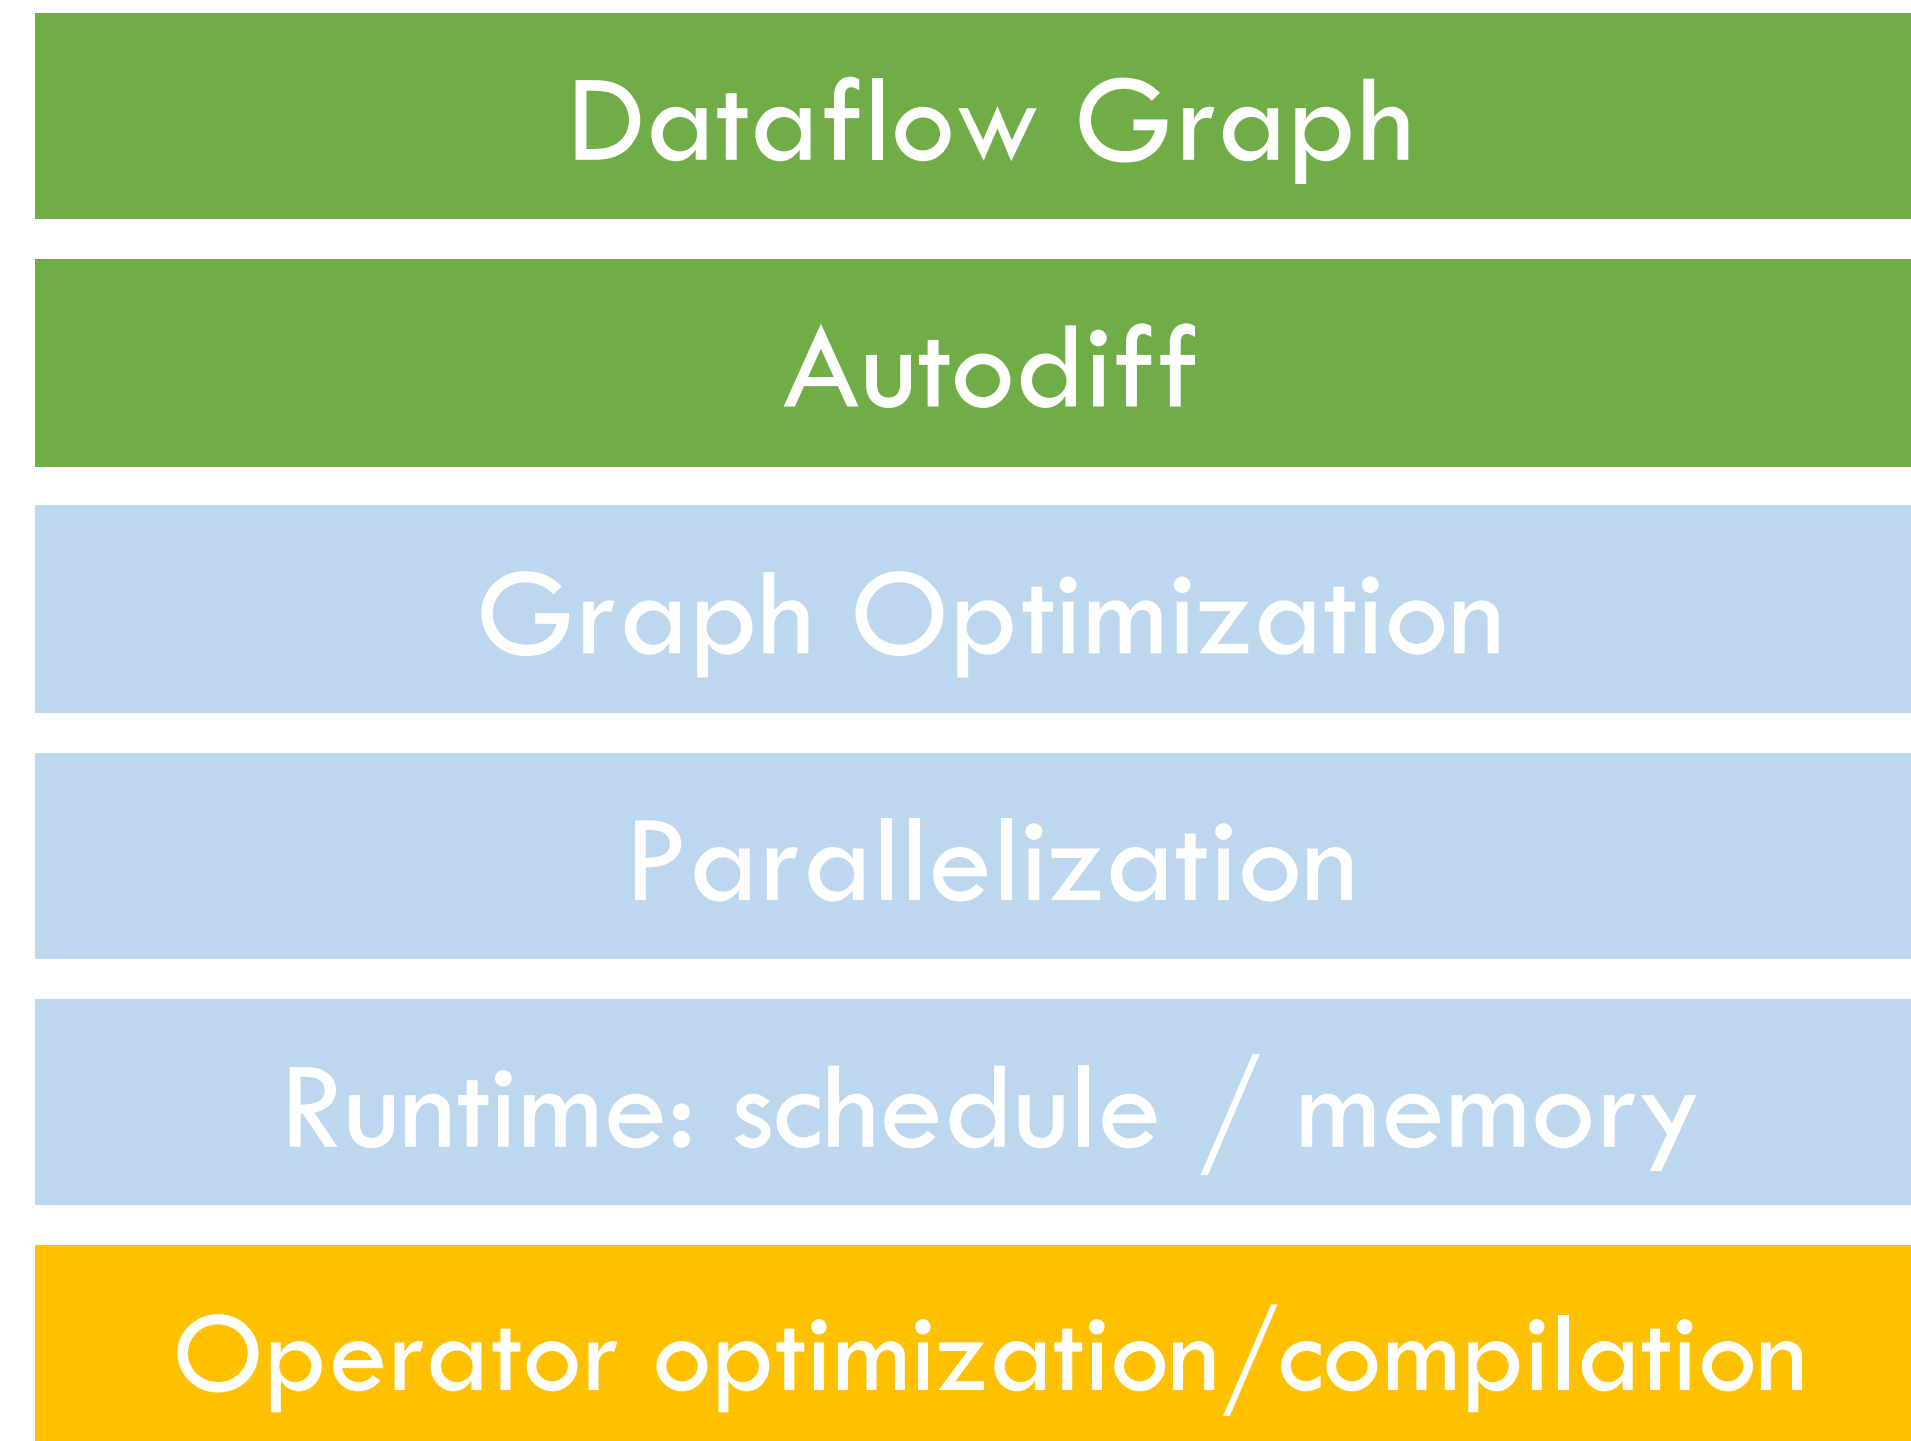 Dataflow Graph
Autodiff
Graph Optimization
Parallelization
Runtime: schedule / memory
Operator optimization/compilation